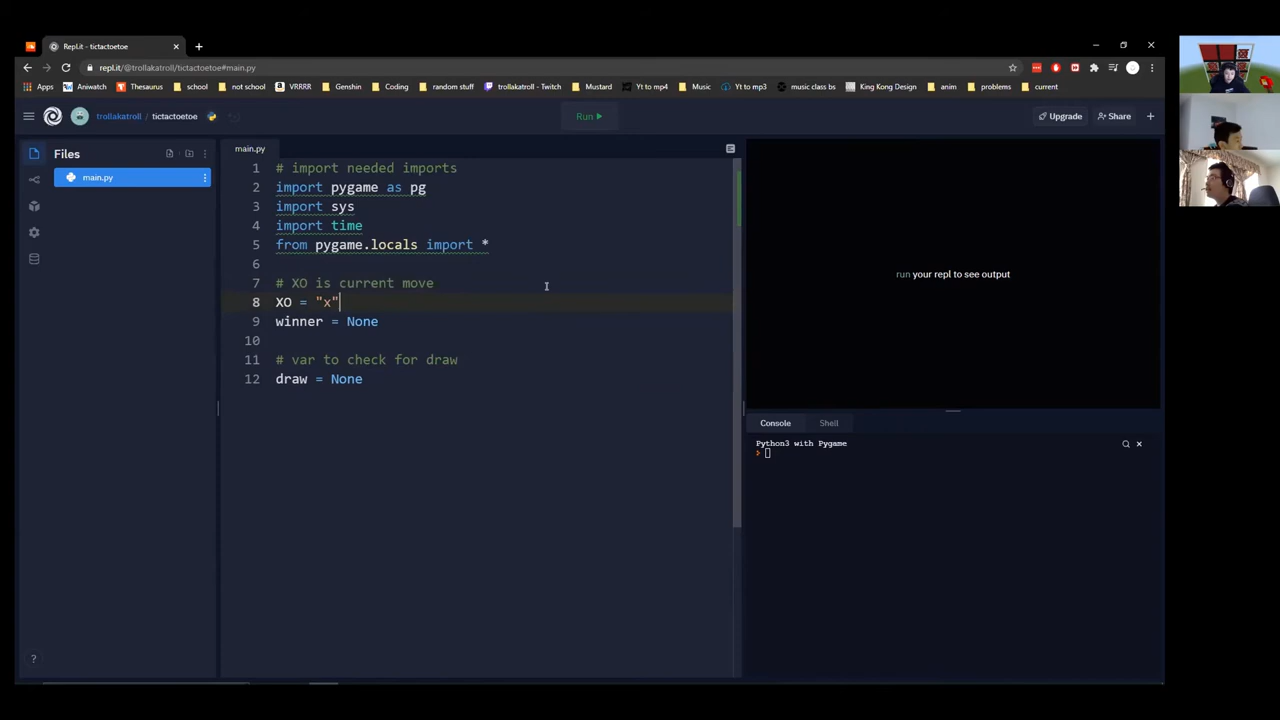 Repl.it - tictactoetoe
repl.it/@trollakatroll/tictactoetoe#main.py
Apps Aniwatch Thesaurus school not school VRRRR Genshin Coding random stuff trollakatroll - Twitch Mustard Yt to mp4 Music Yt to mp3 music class bs King Kong Design anim problems current
trollakatroll / tictactoetoe Run Upgrade Share
Files
main.py
main.py
1 # import needed imports
2 import pygame as pg
3 import sys
4 import time
5 from pygame.locals import *
6
7 # XO is current move
8 XO = "x"
9 winner = None
10
11 # var to check for draw
12 draw = None
run your repl to see output
Console Shell
Python3 with Pygame
>
?